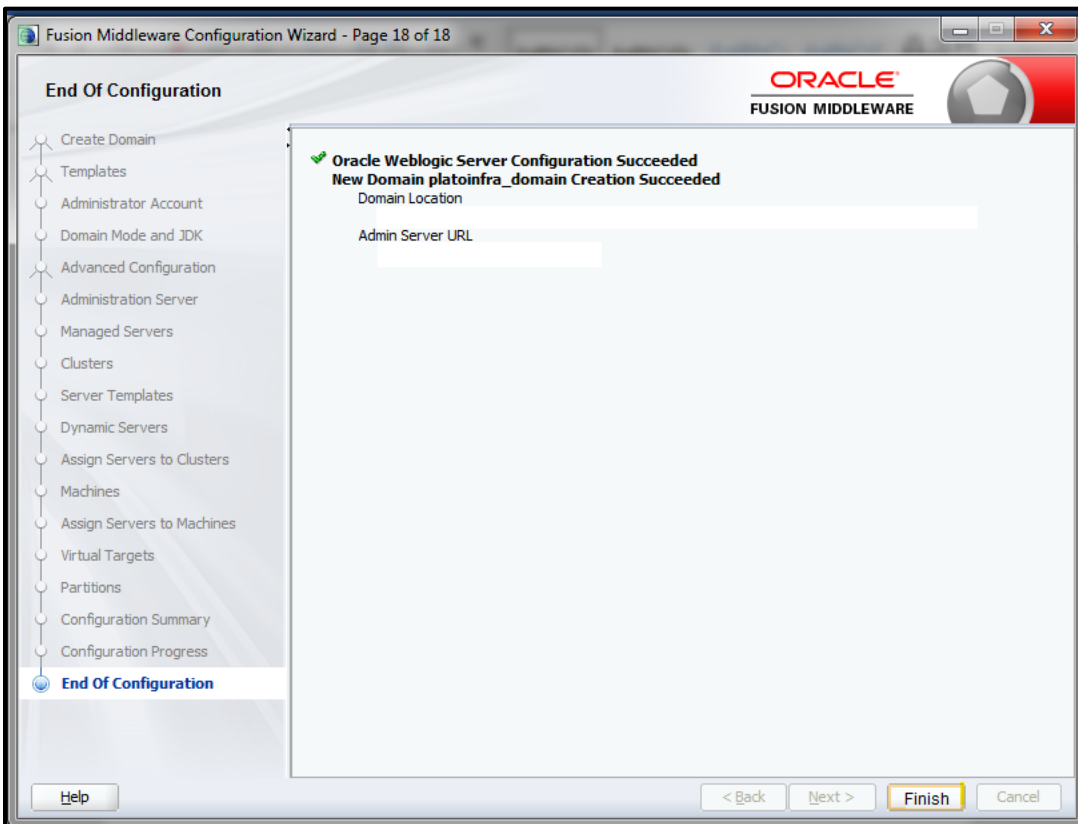 Fusion Middleware Configuration Wizard - Page 18 of 18
End Of Configuration
ORACLE®
FUSION MIDDLEWARE
Create Domain
Templates
Administrator Account
Domain Mode and JDK
Advanced Configuration
Administration Server
Managed Servers
Clusters
Server Templates
Dynamic Servers
Assign Servers to Clusters
Machines
Assign Servers to Machines
Virtual Targets
Partitions
Configuration Summary
Configuration Progress
End Of Configuration
Oracle Weblogic Server Configuration Succeeded
New Domain platoinfra_domain Creation Succeeded
Domain Location
Admin Server URL
Help
< Back
Next >
Finish
Cancel